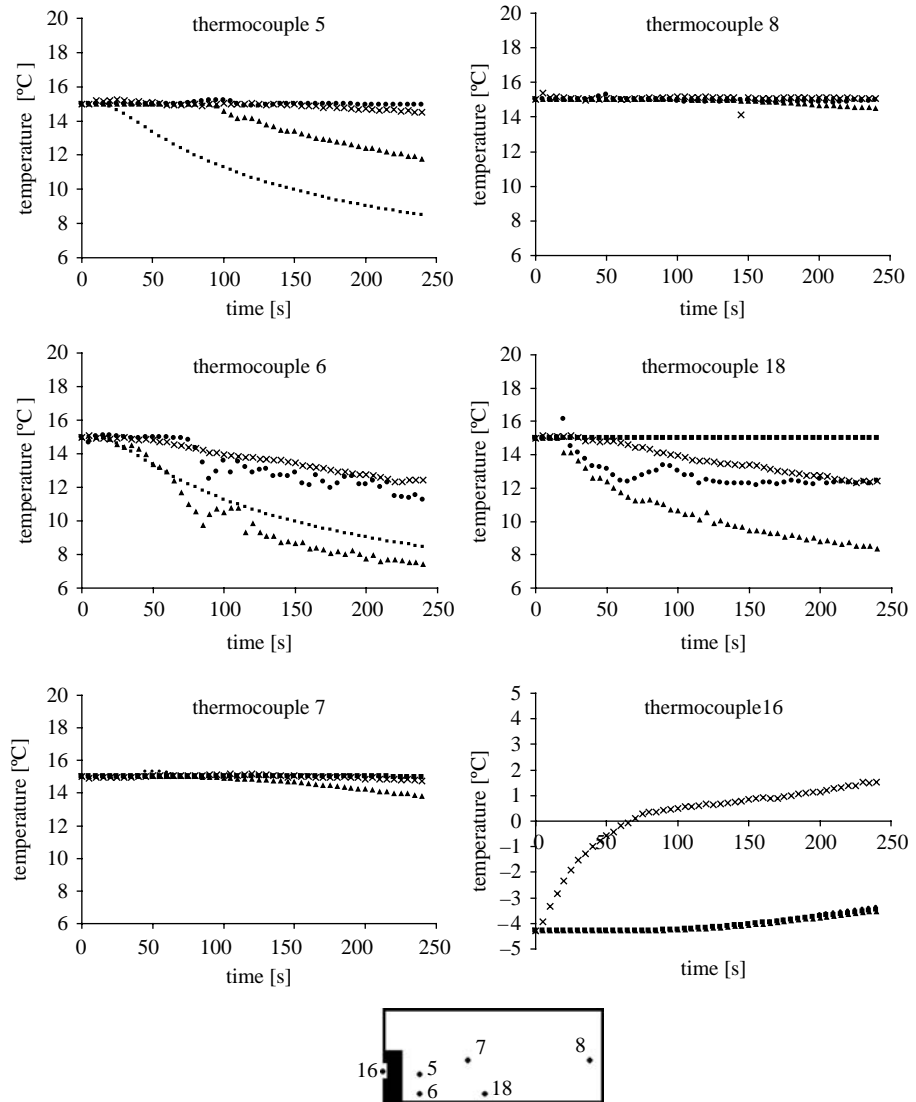 thermocouple 5
temperature [ºC]
20
18
16
14
12
10
8
6
0 50 100 150 200 250
time [s]
thermocouple 8
temperature [ºC]
20
18
16
14
12
10
8
6
0 50 100 150 200 250
time [s]
thermocouple 6
temperature [ºC]
20
18
16
14
12
10
8
6
0 50 100 150 200 250
time [s]
thermocouple 18
temperature [ºC]
20
18
16
14
12
10
8
6
0 50 100 150 200 250
time [s]
thermocouple 7
temperature [ºC]
20
18
16
14
12
10
8
6
0 50 100 150 200 250
time [s]
thermocouple16
temperature [ºC]
5
4
3
2
1
0
–1
–2
–3
–4
–5
0 50 100 150 200 250
time [s]
7 8
16 5
6 18